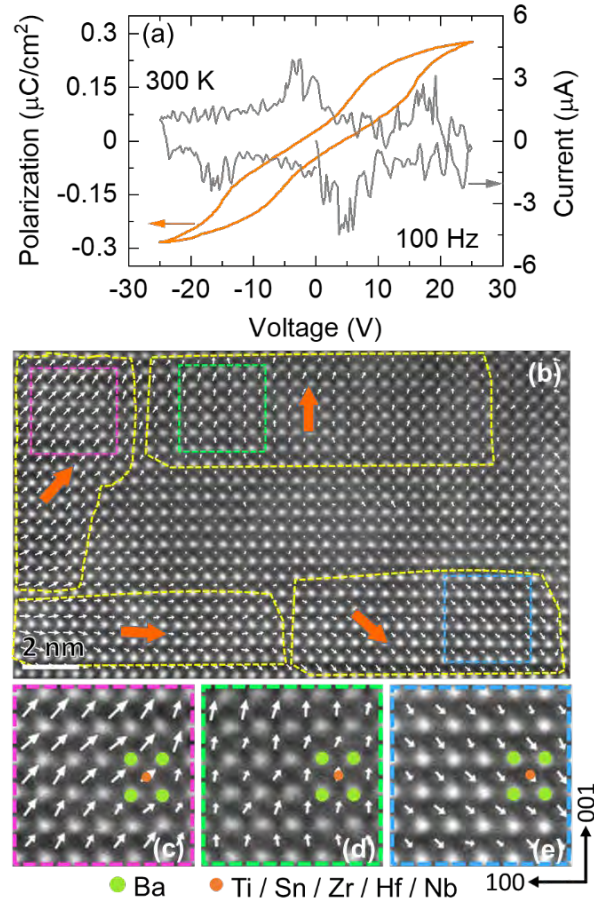 (a)
300 K
100 Hz
Polarization (μC/cm²)
0.3
0.15
0
-0.15
-0.3
Current (μA)
6
3
0
-3
-6
-30 -20 -10 0 10 20 30
Voltage (V)
(b)
2 nm
(c) (d) (e)
001
100
Ba Ti / Sn / Zr / Hf / Nb